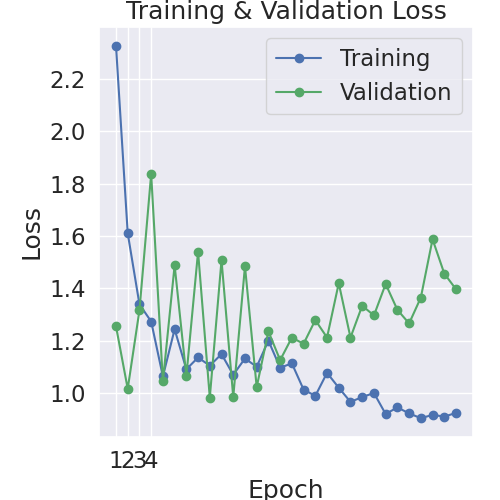 Training & Validation Loss
Training
Validation
Loss
2.2
2.0
1.8
1.6
1.4
1.2
1.0
1234
Epoch